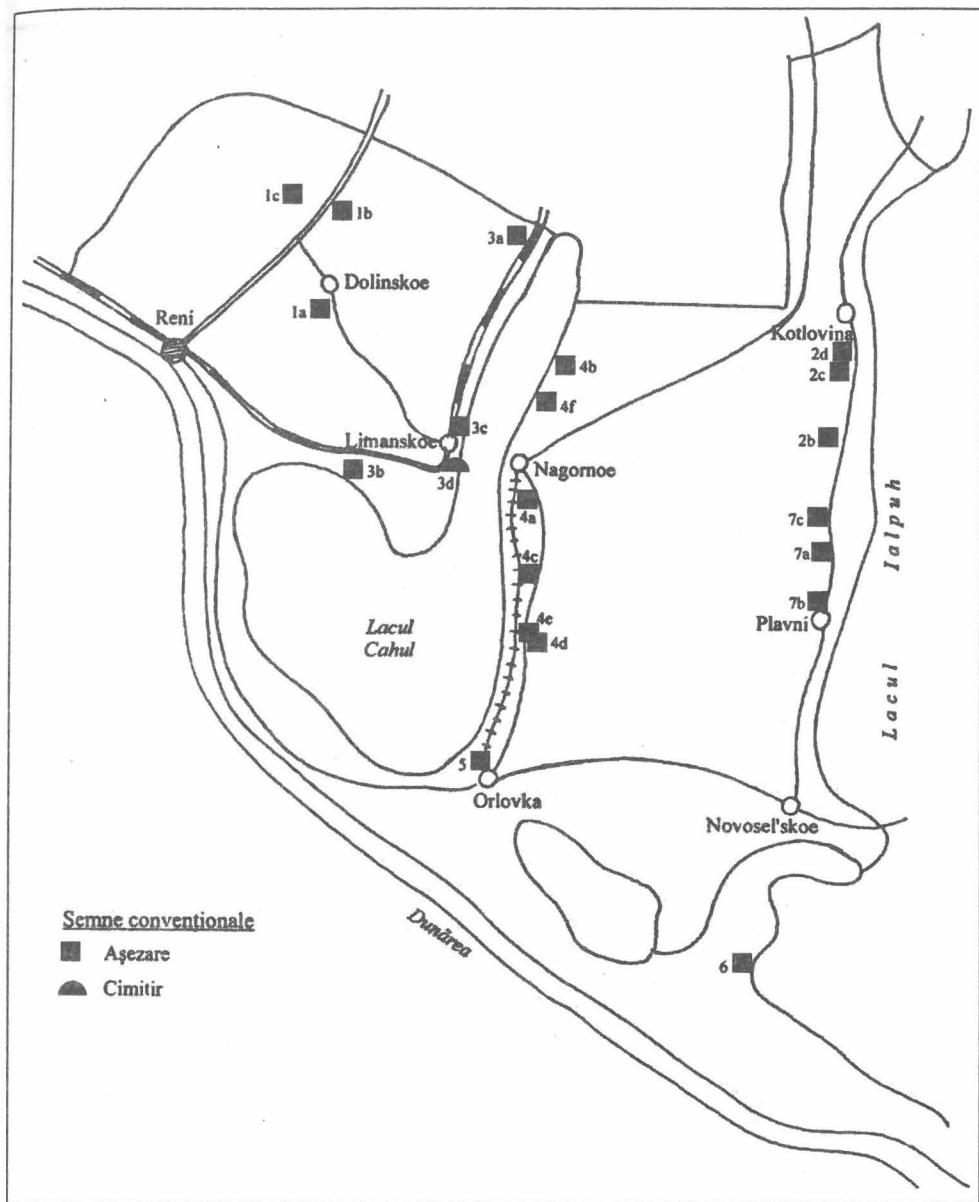 1c
1b
3a
Dolinskoe
1a
Reni
Kotlovina
2d
2c
4b
4f
3c
Limanskoe
2b
3b
3d
Nagornoe
4a
7c
7a
4c
7b
Plavni
4e
4d
Lacul
Cahul
Lacul Ialpuh
5
Orlovka
Novosel'skoe
Dunărea
6
Semne convenţionale
Aşezare
Cimitir